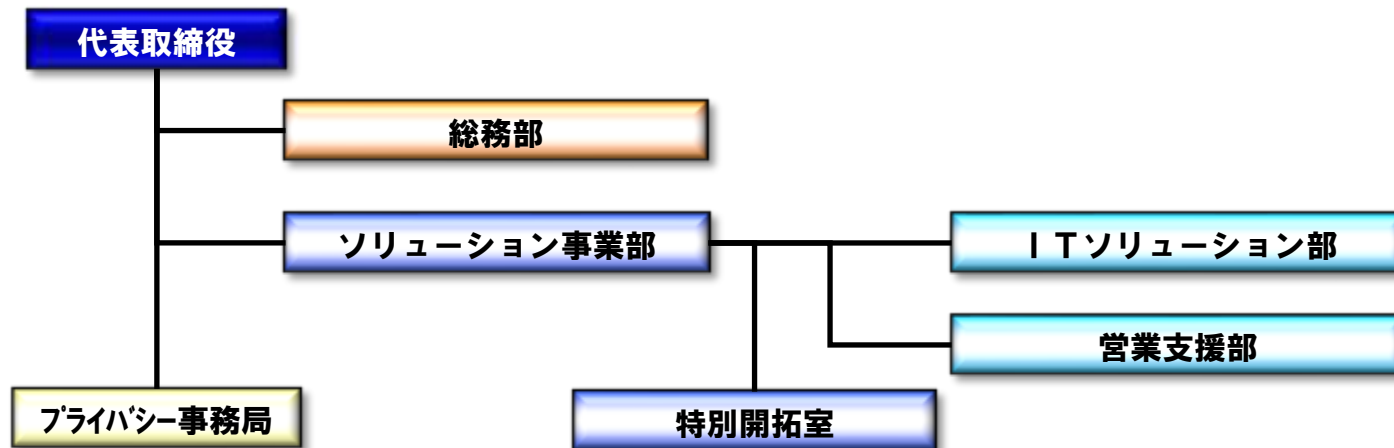 代表取締役
総務部
ソリューション事業部
ＩＴソリューション部
営業支援部
ﾌﾟﾗｲﾊﾞｼｰ事務局
特別開拓室